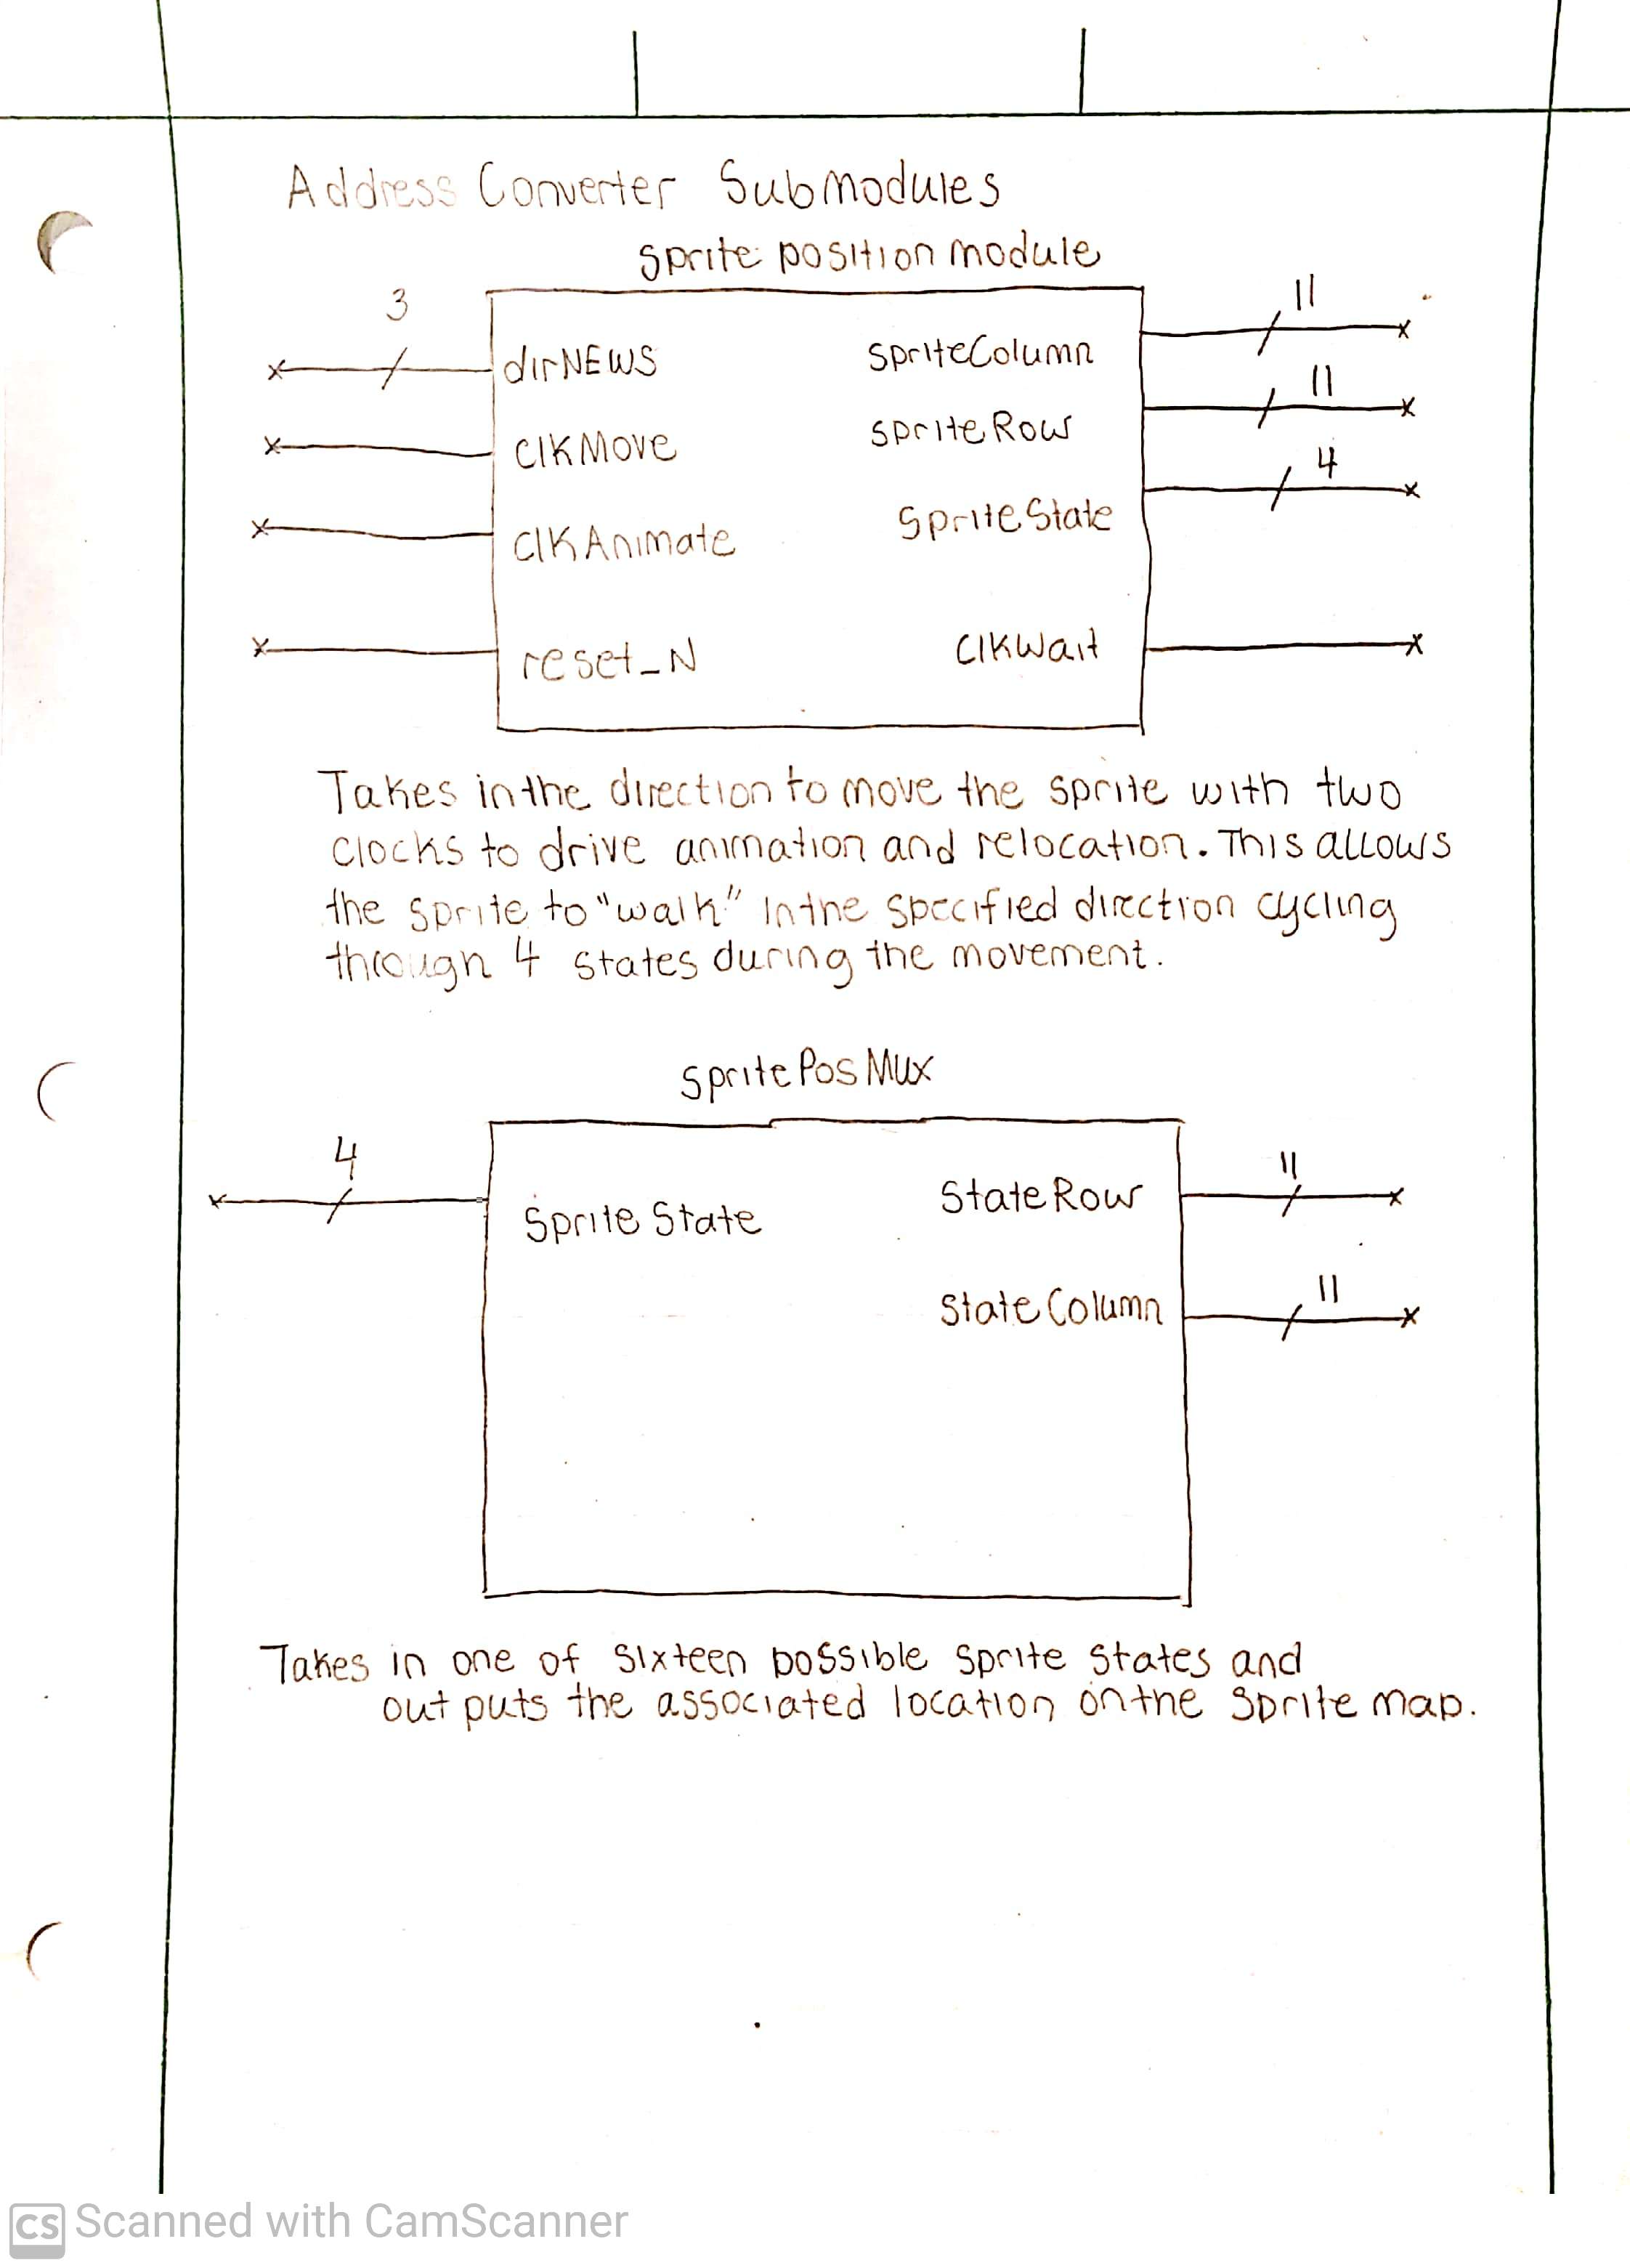 Address Converter Submodules
Sprite position module
3
11
dirNEWS
SpriteColumn
11
clkMove
SpriteRow
4
clkAnimate
SpriteState
reset_N
clkWait
Takes in the direction to move the sprite with two
clocks to drive animation and relocation. This allows
the sprite to "walk" in the specified direction cycling
through 4 states during the movement.
SpritePosMux
4
11
Sprite State
StateRow
11
StateColumn
Takes in one of sixteen possible sprite states and
outputs the associated location on the sprite map.
CS Scanned with CamScanner